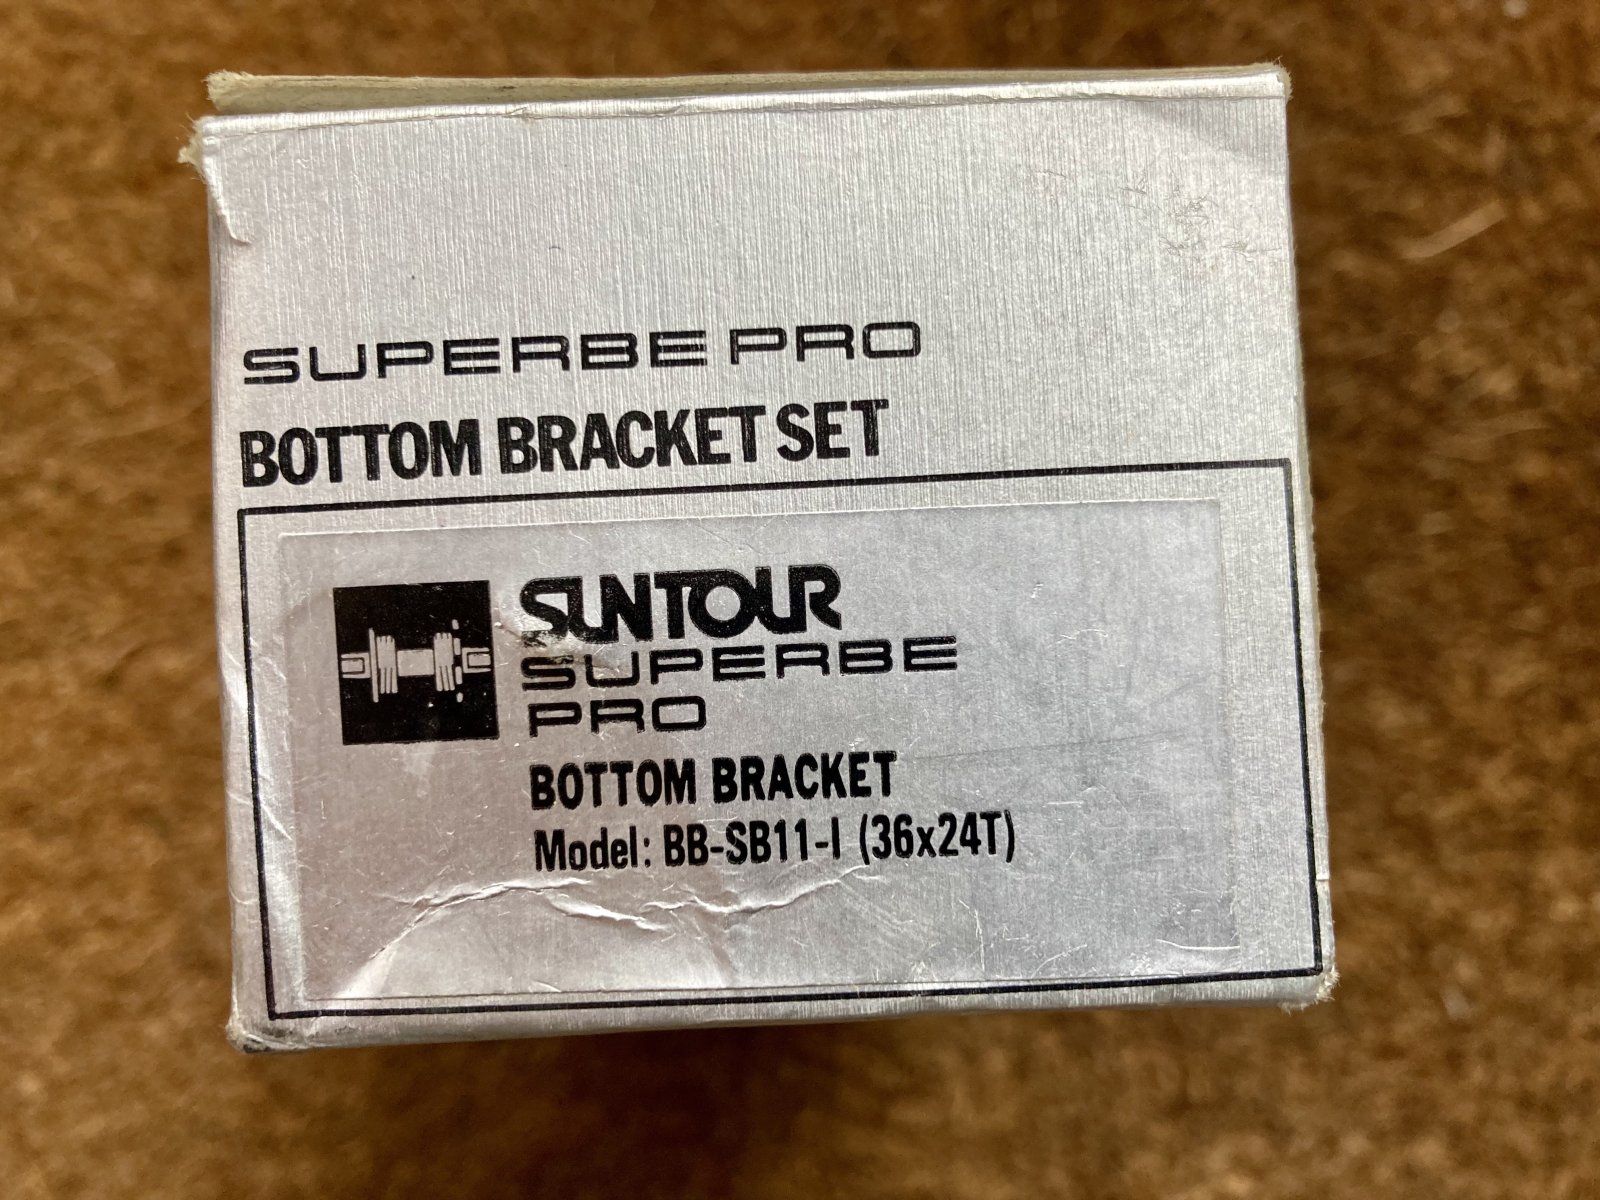 SUPERBE PRO
BOTTOM BRACKET SET
SUNTOUR
SUPERBE
PRO
BOTTOM BRACKET
Model: BB-SB11-I (36x24T)